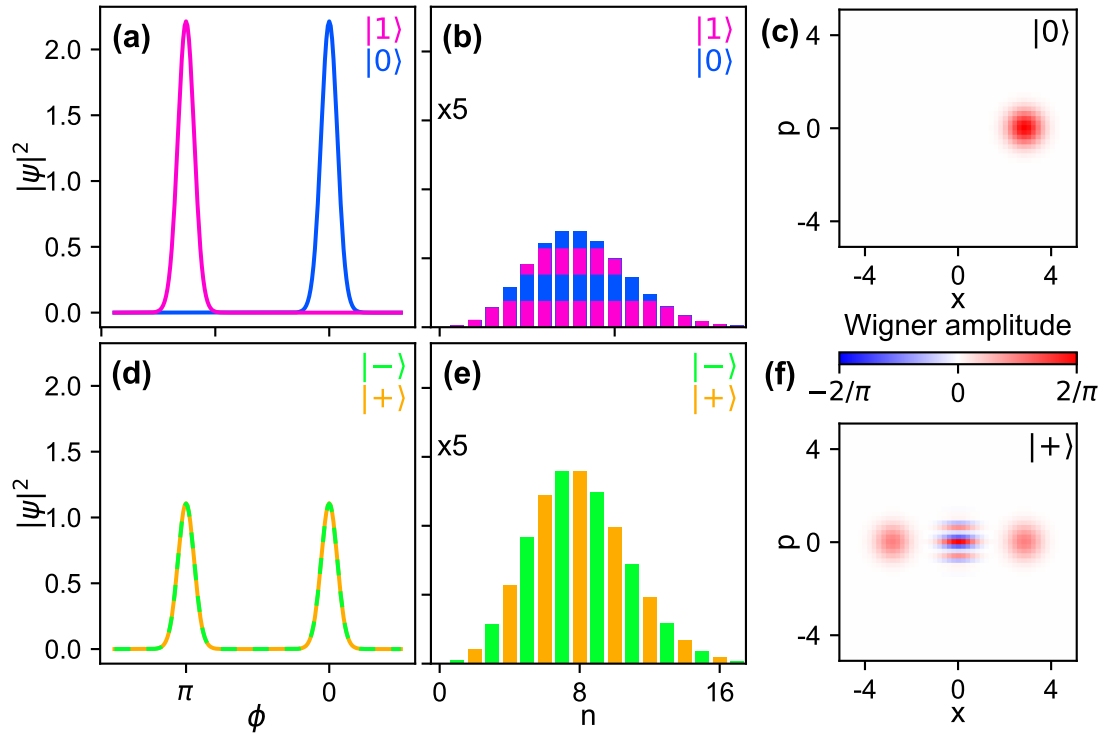 (a)
|1⟩
|0⟩
|ψ|²
2.0
1.5
1.0
0.5
0.0
(b)
|1⟩
|0⟩
x5
(c)
|0⟩
p
4
0
-4
-4 0 4
x
Wigner amplitude
−2/π 0 2/π
(d)
|−⟩
|+⟩
|ψ|²
2.0
1.5
1.0
0.5
0.0
π 0
ϕ
(e)
|−⟩
|+⟩
x5
0 8 16
n
(f)
|+⟩
p
4
0
-4
-4 0 4
x